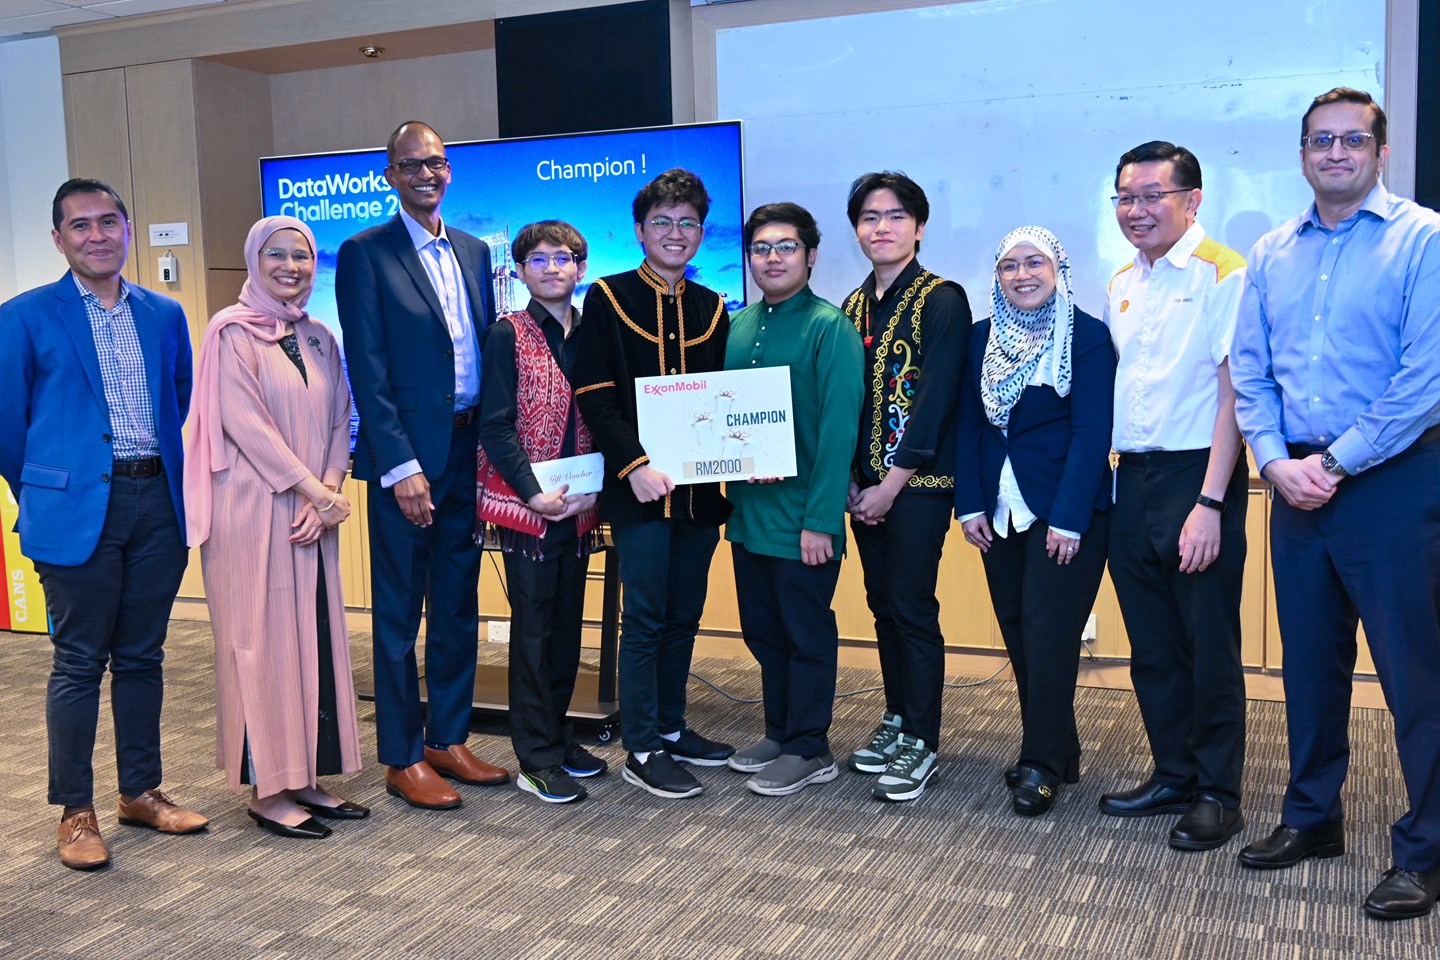 DataWorks
Challenge 2
Champion !
ExxonMobil
CHAMPION
RM2000
Gift Voucher
CANS